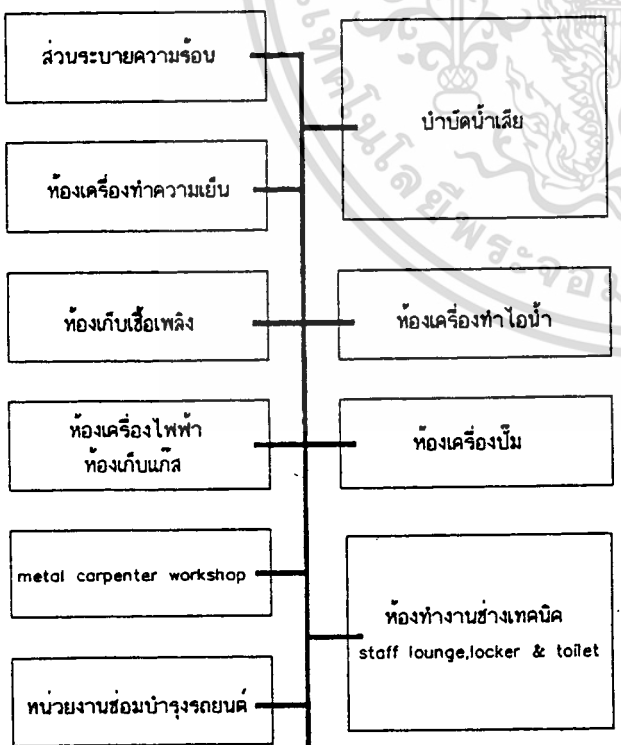 ส่วนระบายความร้อน
บำบัดน้ำเสีย
ห้องเครื่องทำความเย็น
ห้องเก็บเชื้อเพลิง
ห้องเครื่องทำไอน้ำ
ห้องเครื่องไฟฟ้า
ห้องเก็บแก๊ส
ห้องเครื่องปั๊ม
metal carpenter workshop
ห้องทำงานช่างเทคนิค
staff lounge,locker & toilet
หน่วยงานซ่อมบำรุงรถยนต์